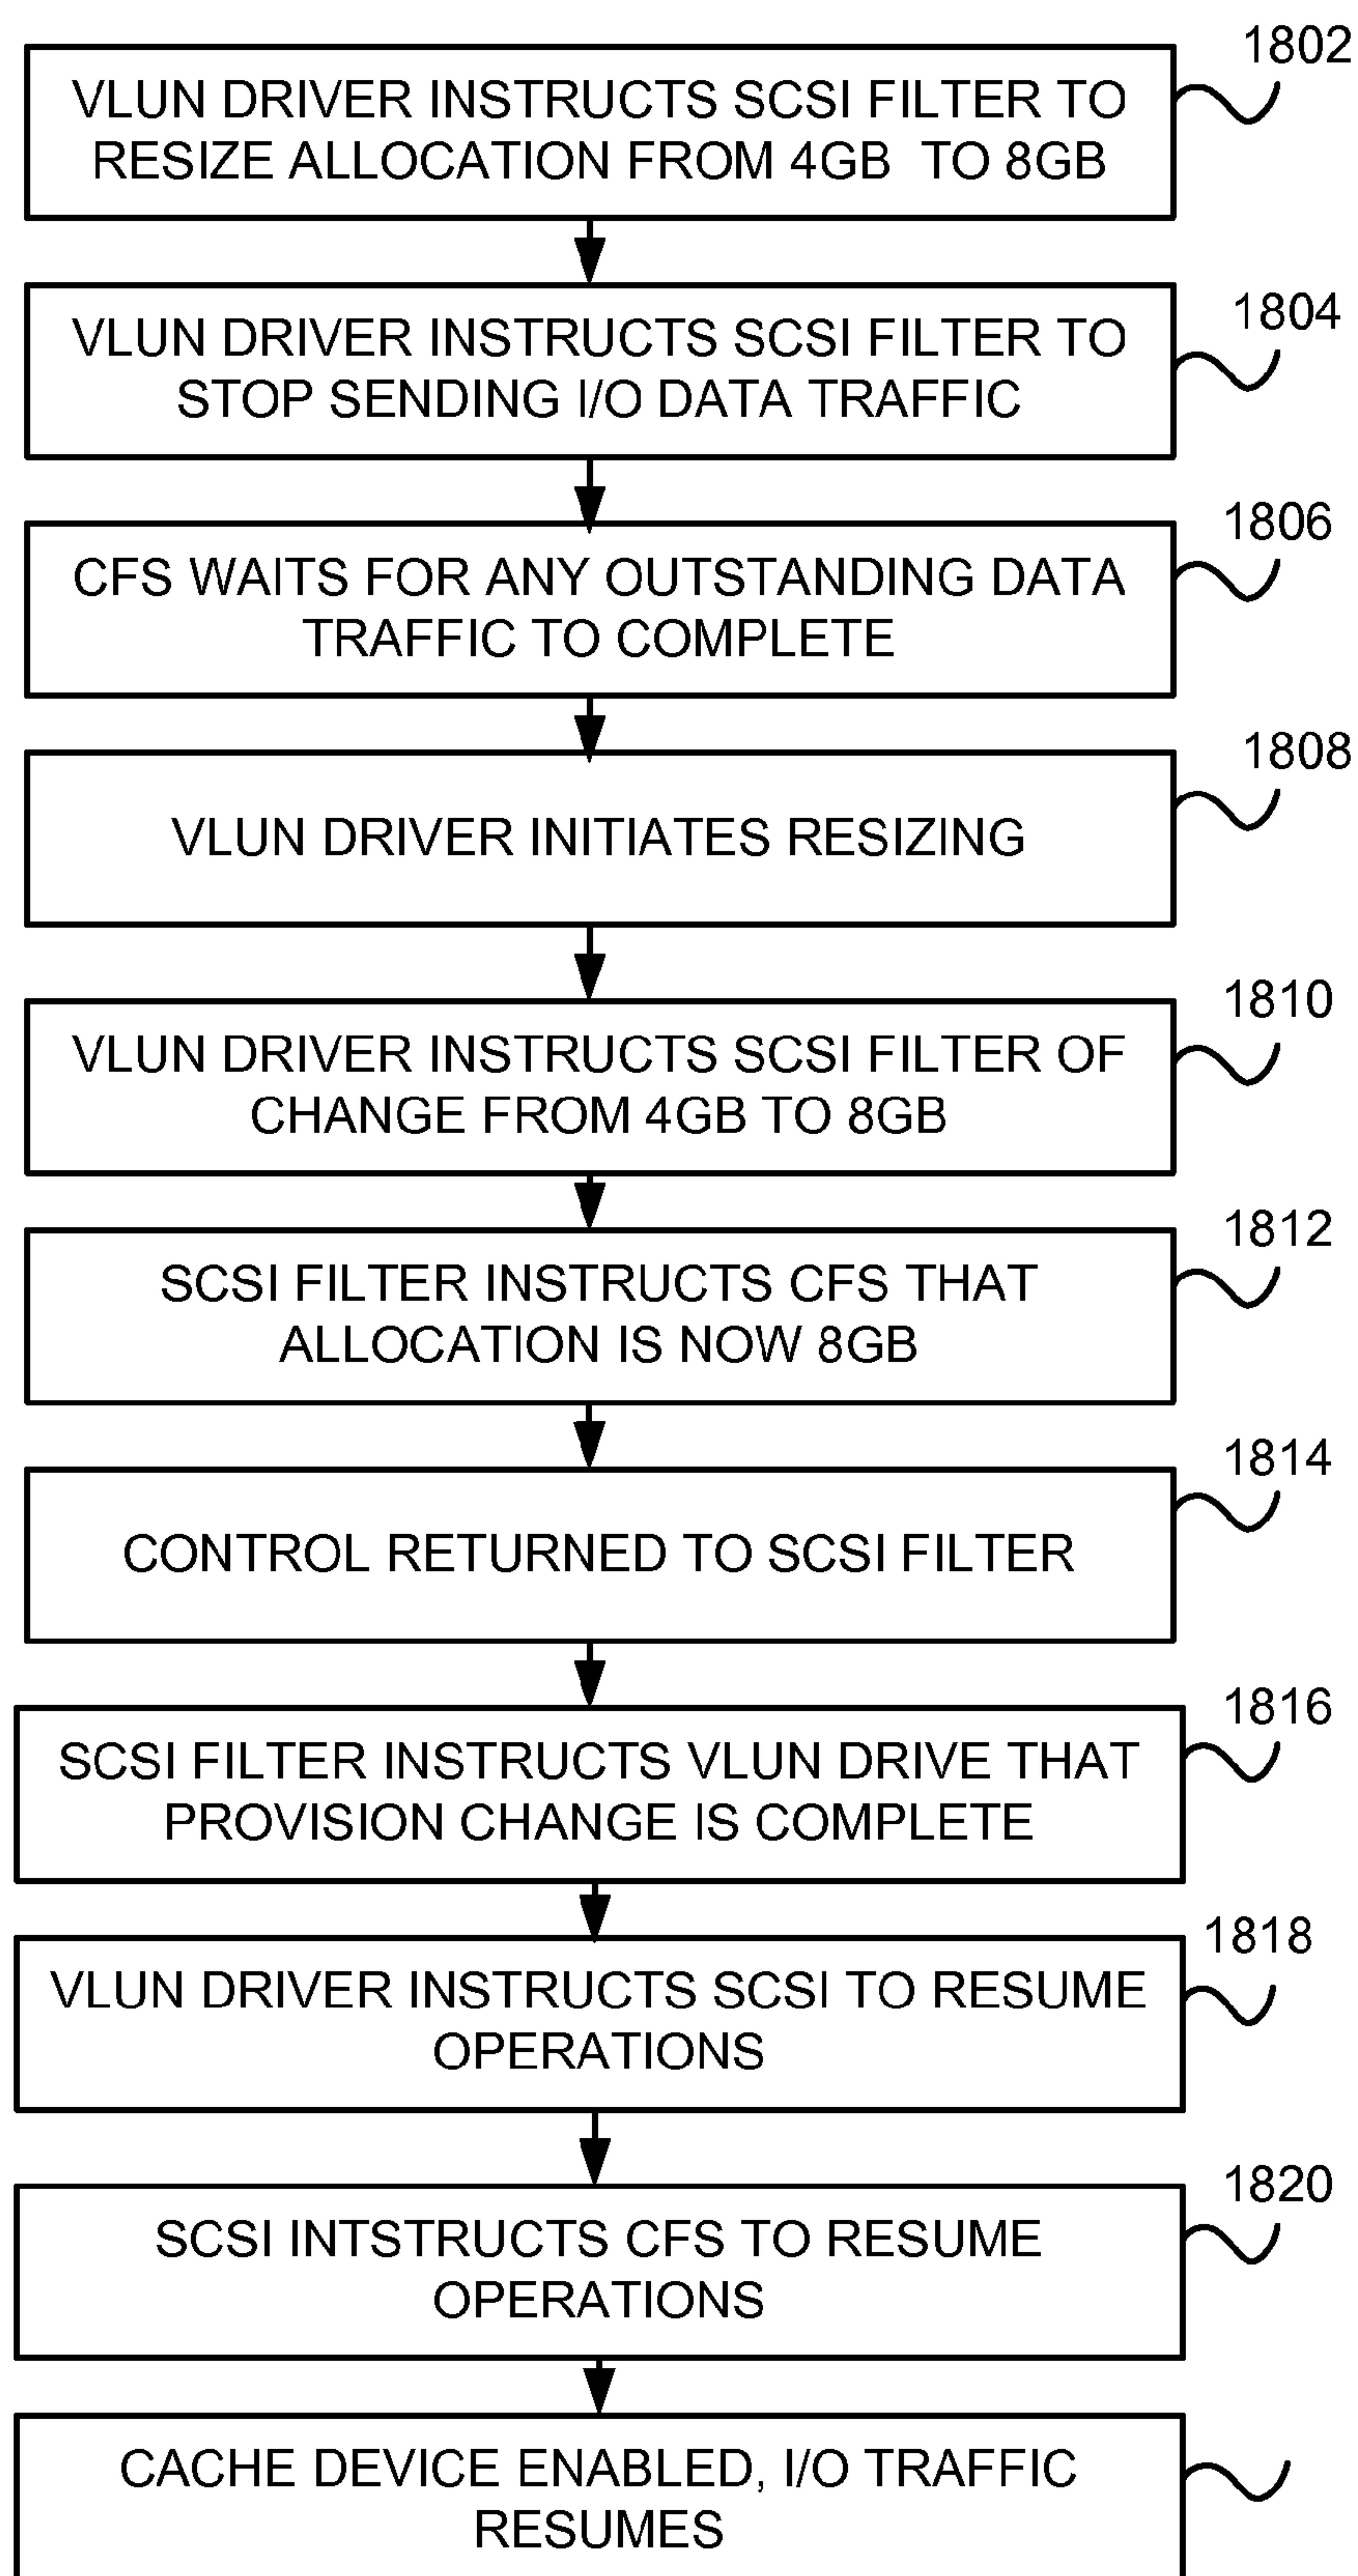 1802
VLUN DRIVER INSTRUCTS SCSI FILTER TO
RESIZE ALLOCATION FROM 4GB TO 8GB
1804
VLUN DRIVER INSTRUCTS SCSI FILTER TO
STOP SENDING I/O DATA TRAFFIC
1806
CFS WAITS FOR ANY OUTSTANDING DATA
TRAFFIC TO COMPLETE
1808
VLUN DRIVER INITIATES RESIZING
1810
VLUN DRIVER INSTRUCTS SCSI FILTER OF
CHANGE FROM 4GB TO 8GB
1812
SCSI FILTER INSTRUCTS CFS THAT
ALLOCATION IS NOW 8GB
1814
CONTROL RETURNED TO SCSI FILTER
1816
SCSI FILTER INSTRUCTS VLUN DRIVE THAT
PROVISION CHANGE IS COMPLETE
1818
VLUN DRIVER INSTRUCTS SCSI TO RESUME
OPERATIONS
1820
SCSI INTSTRUCTS CFS TO RESUME
OPERATIONS
CACHE DEVICE ENABLED, I/O TRAFFIC
RESUMES